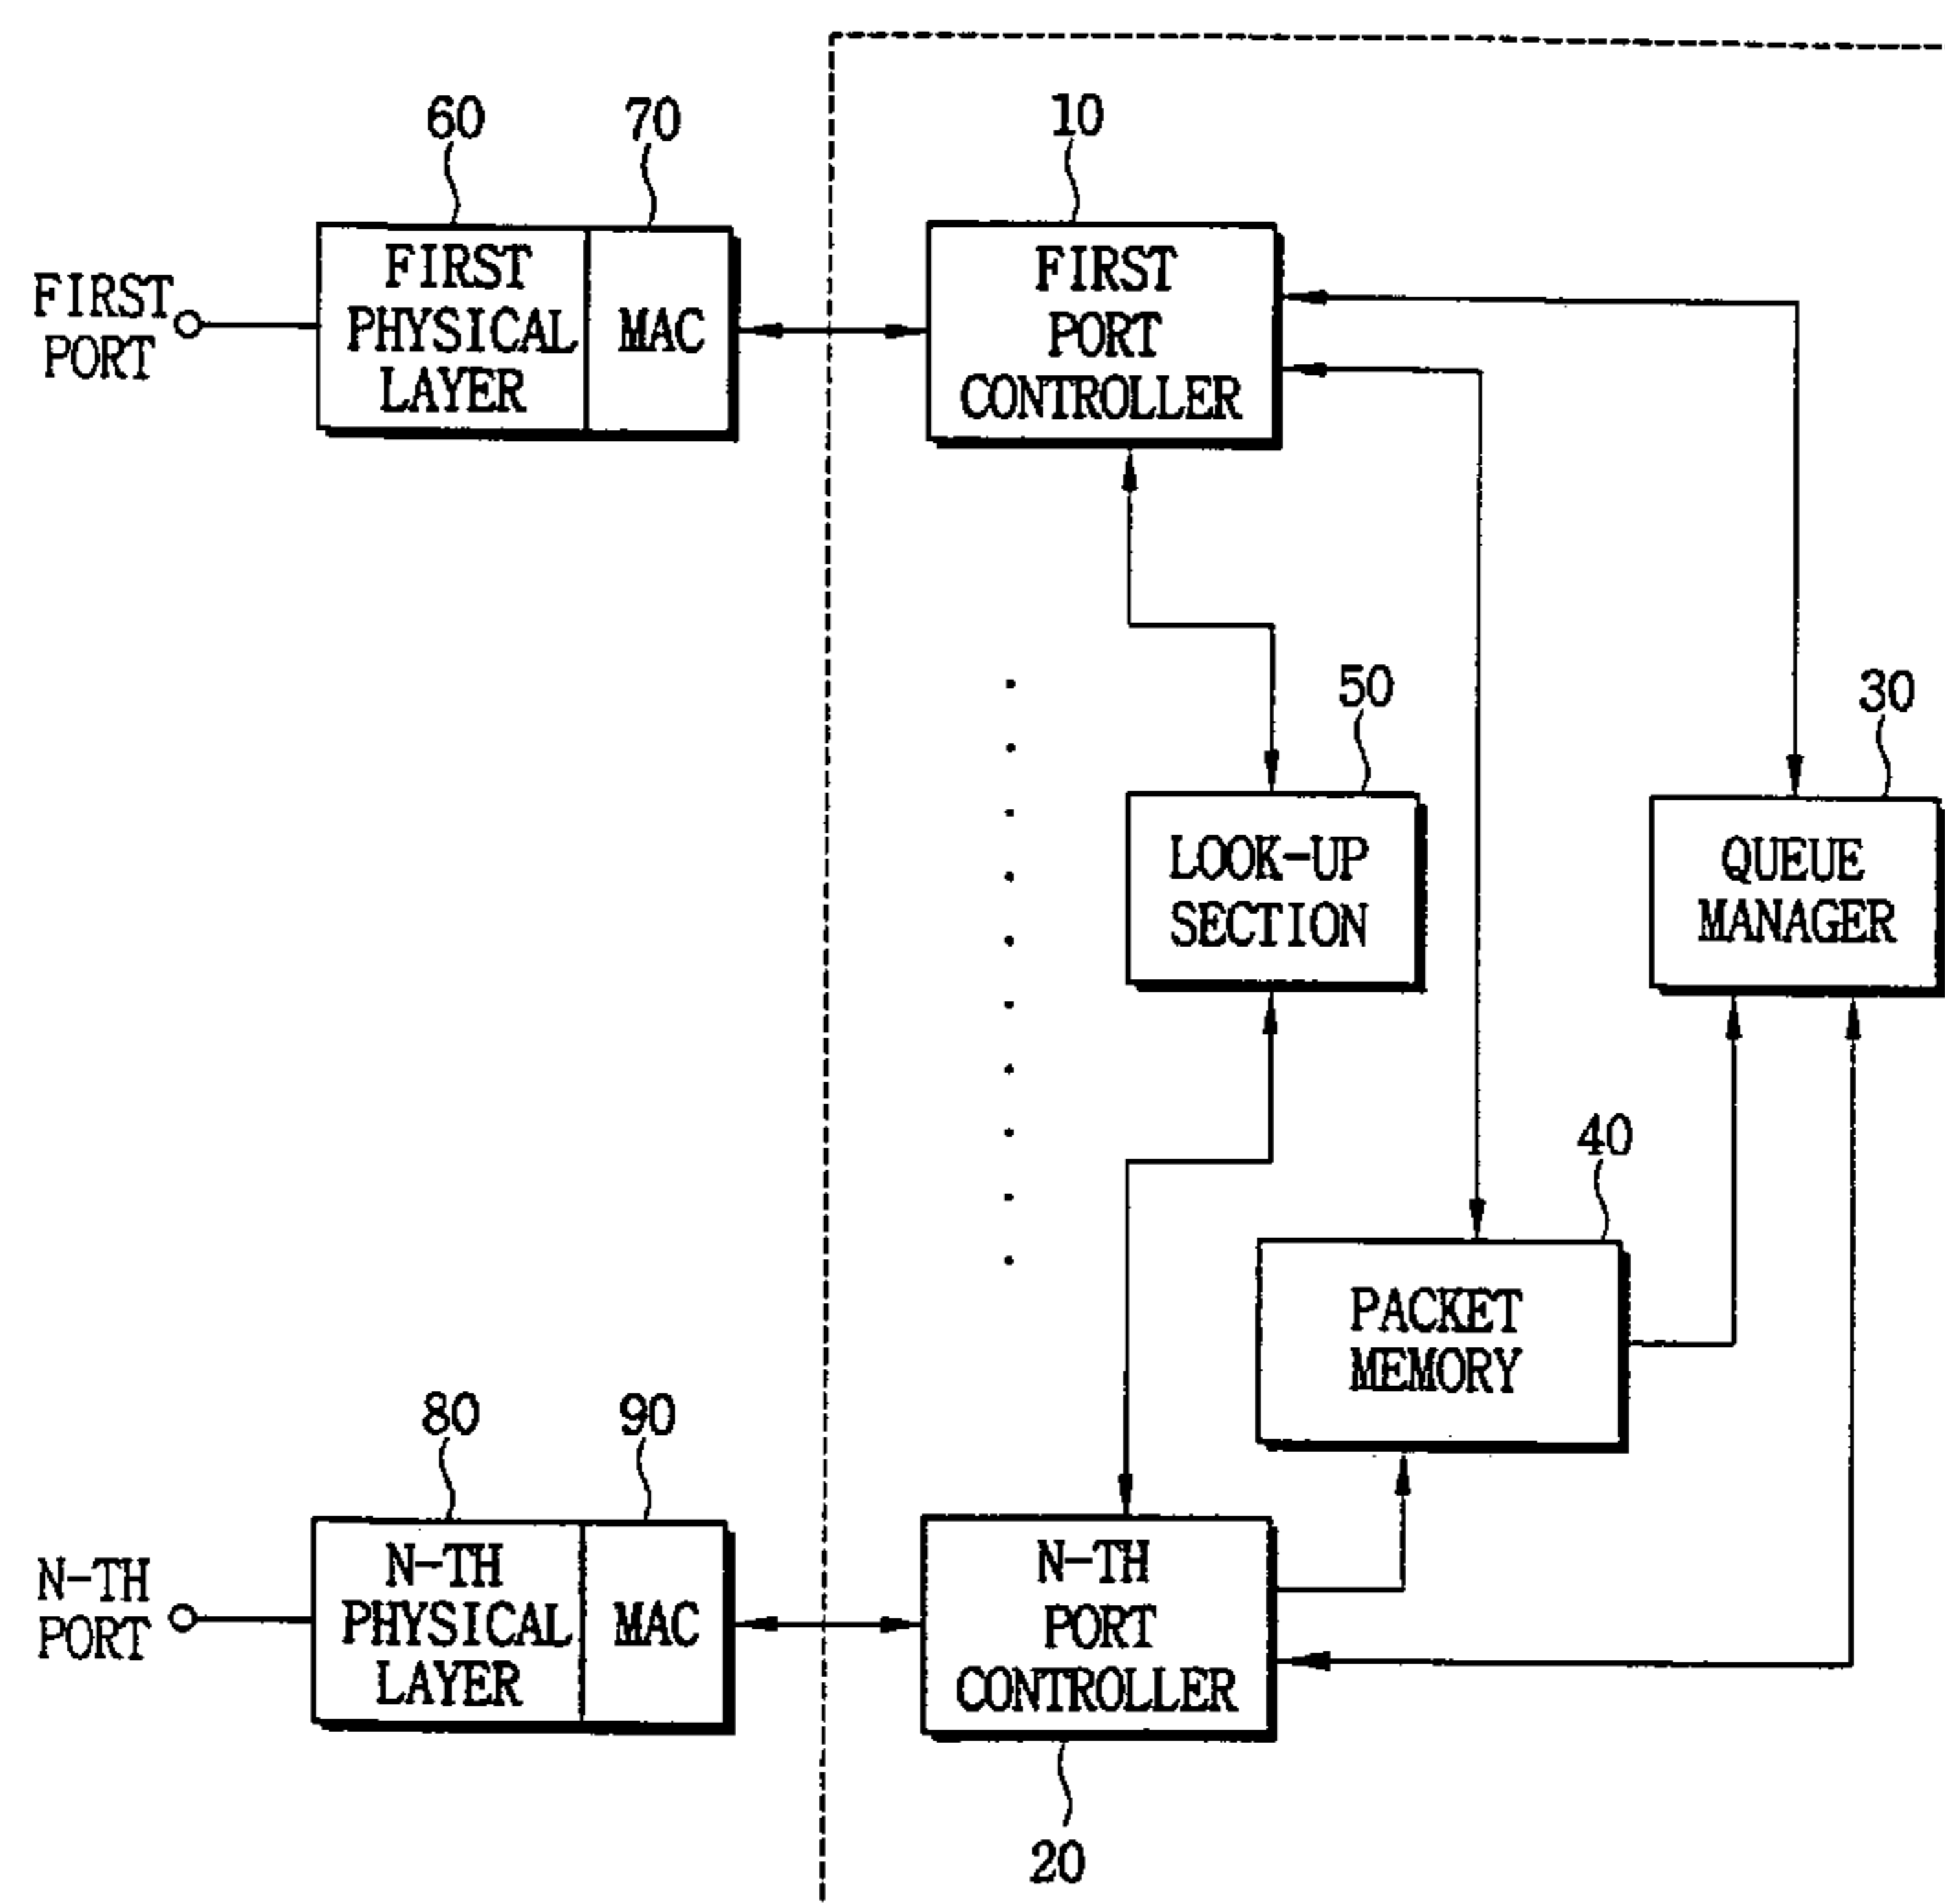 60
70
10
FIRST
PORT
FIRST
PHYSICAL
LAYER
MAC
FIRST
PORT
CONTROLLER
50
30
LOOK-UP
SECTION
QUEUE
MANAGER
40
PACKET
MEMORY
80
90
N-TH
PORT
N-TH
PHYSICAL
LAYER
MAC
N-TH
PORT
CONTROLLER
20